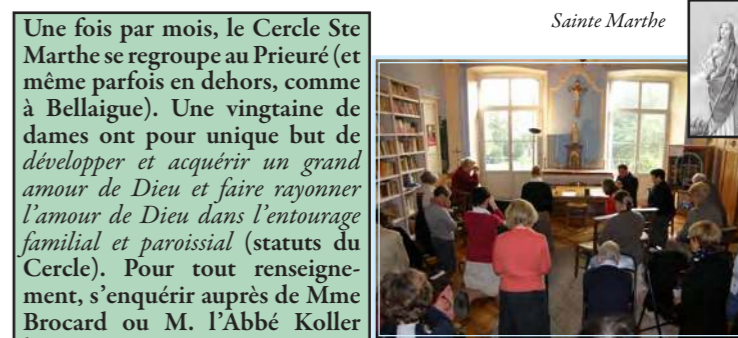 Une fois par mois, le Cercle Ste
Marthe se regroupe au Prieuré (et
même parfois en dehors, comme
à Bellaigue). Une vingtaine de
dames ont pour unique but de
développer et acquérir un grand
amour de Dieu et faire rayonner
l'amour de Dieu dans l'entourage
familial et paroissial (statuts du
Cercle). Pour tout renseigne-
ment, s'enquérir auprès de Mme
Brocard ou M. l'Abbé Koller
Sainte Marthe